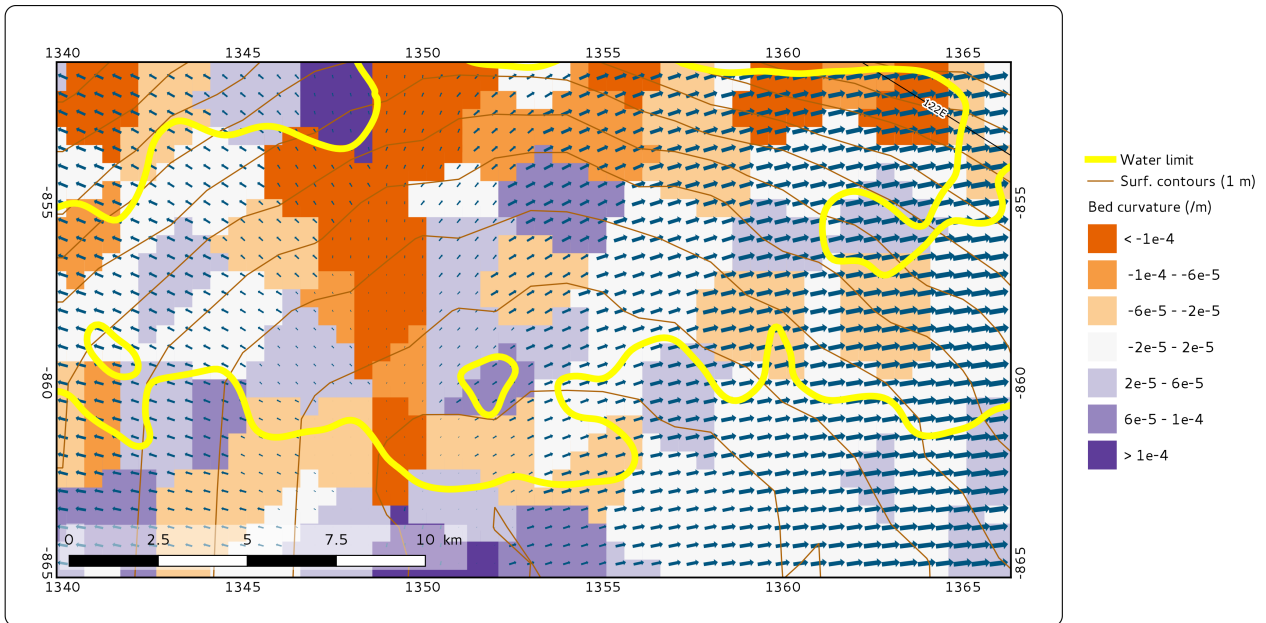 1340 1345 1350 1355 1360 1365
-855
-855
-860
-860
-865
-865
122E
0 2.5 5 7.5 10 km
1340 1345 1350 1355 1360 1365
Water limit
Surf. contours (1 m)
Bed curvature (/m)
< -1e-4
-1e-4 - -6e-5
-6e-5 - -2e-5
-2e-5 - 2e-5
2e-5 - 6e-5
6e-5 - 1e-4
> 1e-4